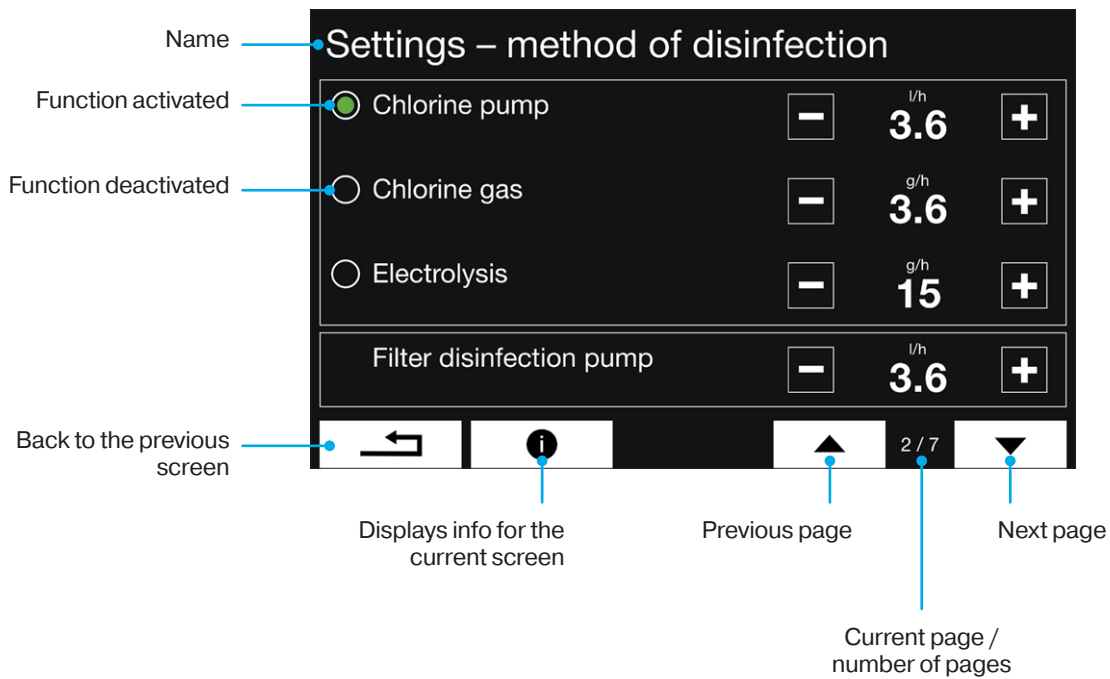 Name
Settings – method of disinfection
Function activated
Chlorine pump
l/h
3.6
Function deactivated
Chlorine gas
g/h
3.6
Electrolysis
g/h
15
Filter disinfection pump
l/h
3.6
Back to the previous
screen
2 / 7
Displays info for the
current screen
Previous page
Next page
Current page /
number of pages